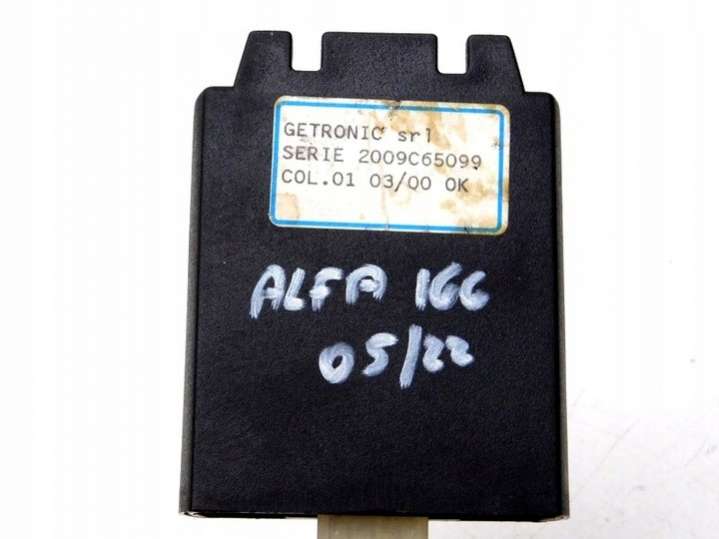 GETRONIC srl
SERIE 2009C65099
COL.01 03/00 OK
ALFA 166
05/22